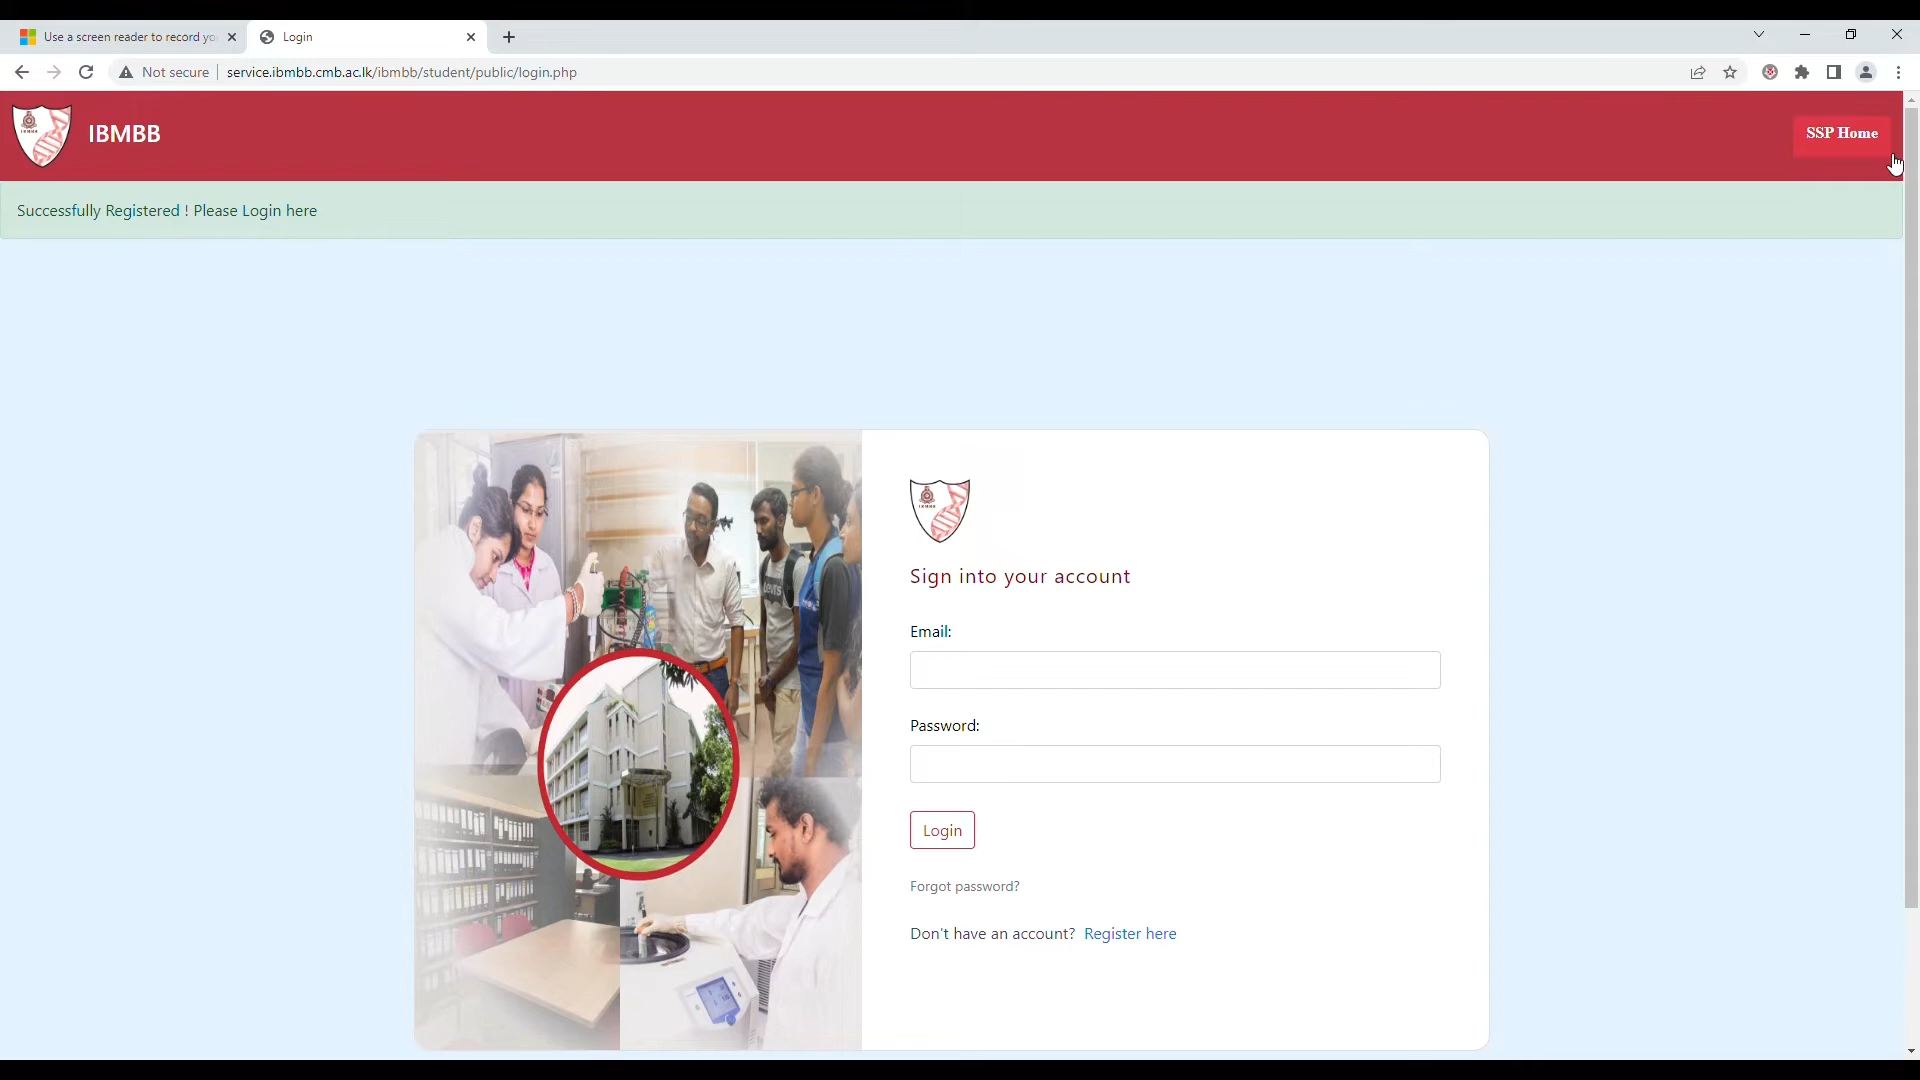 Use a screen reader to record yo
Login
Not secure
service.ibmbb.cmb.ac.lk/ibmbb/student/public/login.php
IBMBB
SSP Home
Successfully Registered ! Please Login here
Sign into your account
Email:
Password:
Login
Forgot password?
Don't have an account? Register here